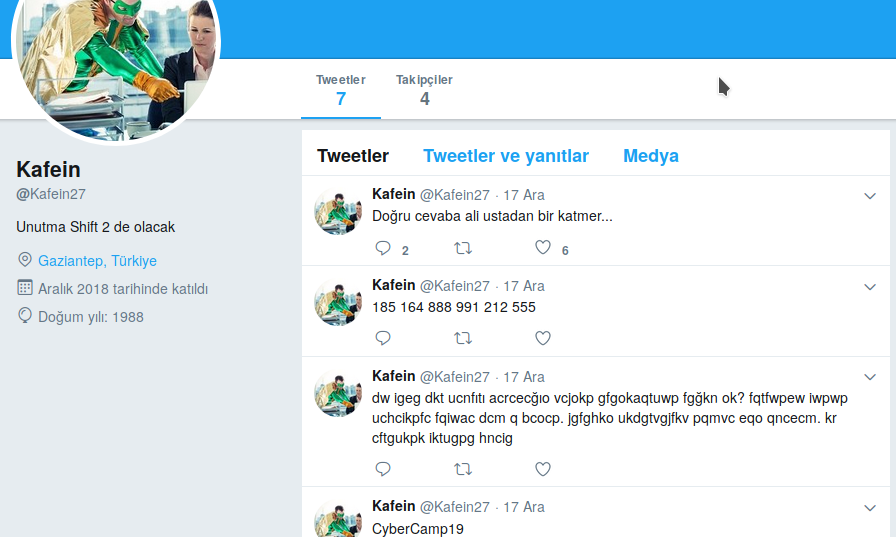 Tweetler
7
Takipçiler
4
Kafein
@Kafein27
Unutma Shift 2 de olacak
Gaziantep, Türkiye
Aralık 2018 tarihinde katıldı
Doğum yılı: 1988
Tweetler Tweetler ve yanıtlar Medya
Kafein @Kafein27 · 17 Ara
Doğru cevaba ali ustadan bir katmer...
2 6
Kafein @Kafein27 · 17 Ara
185 164 888 991 212 555
Kafein @Kafein27 · 17 Ara
dw igeg dkt ucnfıtı acrcecğıo vcjokp gfgokaqtuwp fgğkn ok? fqtfwpew iwpwp
uchcikpfc fqiwac dcm q bcocp. jgfghko ukdgtvgjfkv pqmvc eqo qncecm. kr
cftgukpk iktugpg hncig
Kafein @Kafein27 · 17 Ara
CyberCamp19